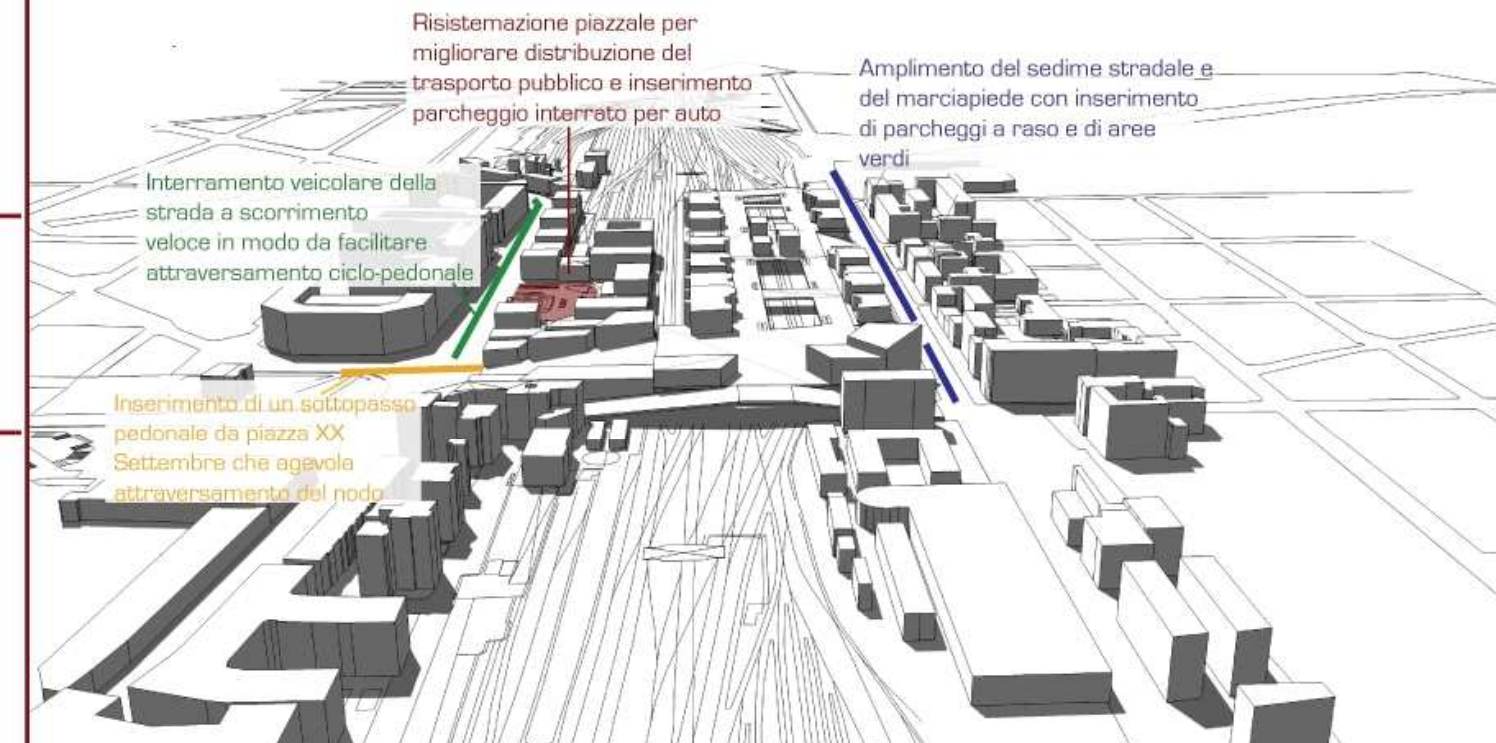 Risistemazione piazzale per
migliorare distribuzione del
trasporto pubblico e inserimento
parcheggio interrato per auto
Amplimento del sedime stradale e
del marciapiede con inserimento
di parcheggi a raso e di aree
verdi
Interramento veicolare della
strada a scorrimento
veloce in modo da facilitare
attraversamento ciclo-pedonale
Inserimento di un sottopasso
pedonale da piazza XX
Settembre che agevola
attraversamento del nodo